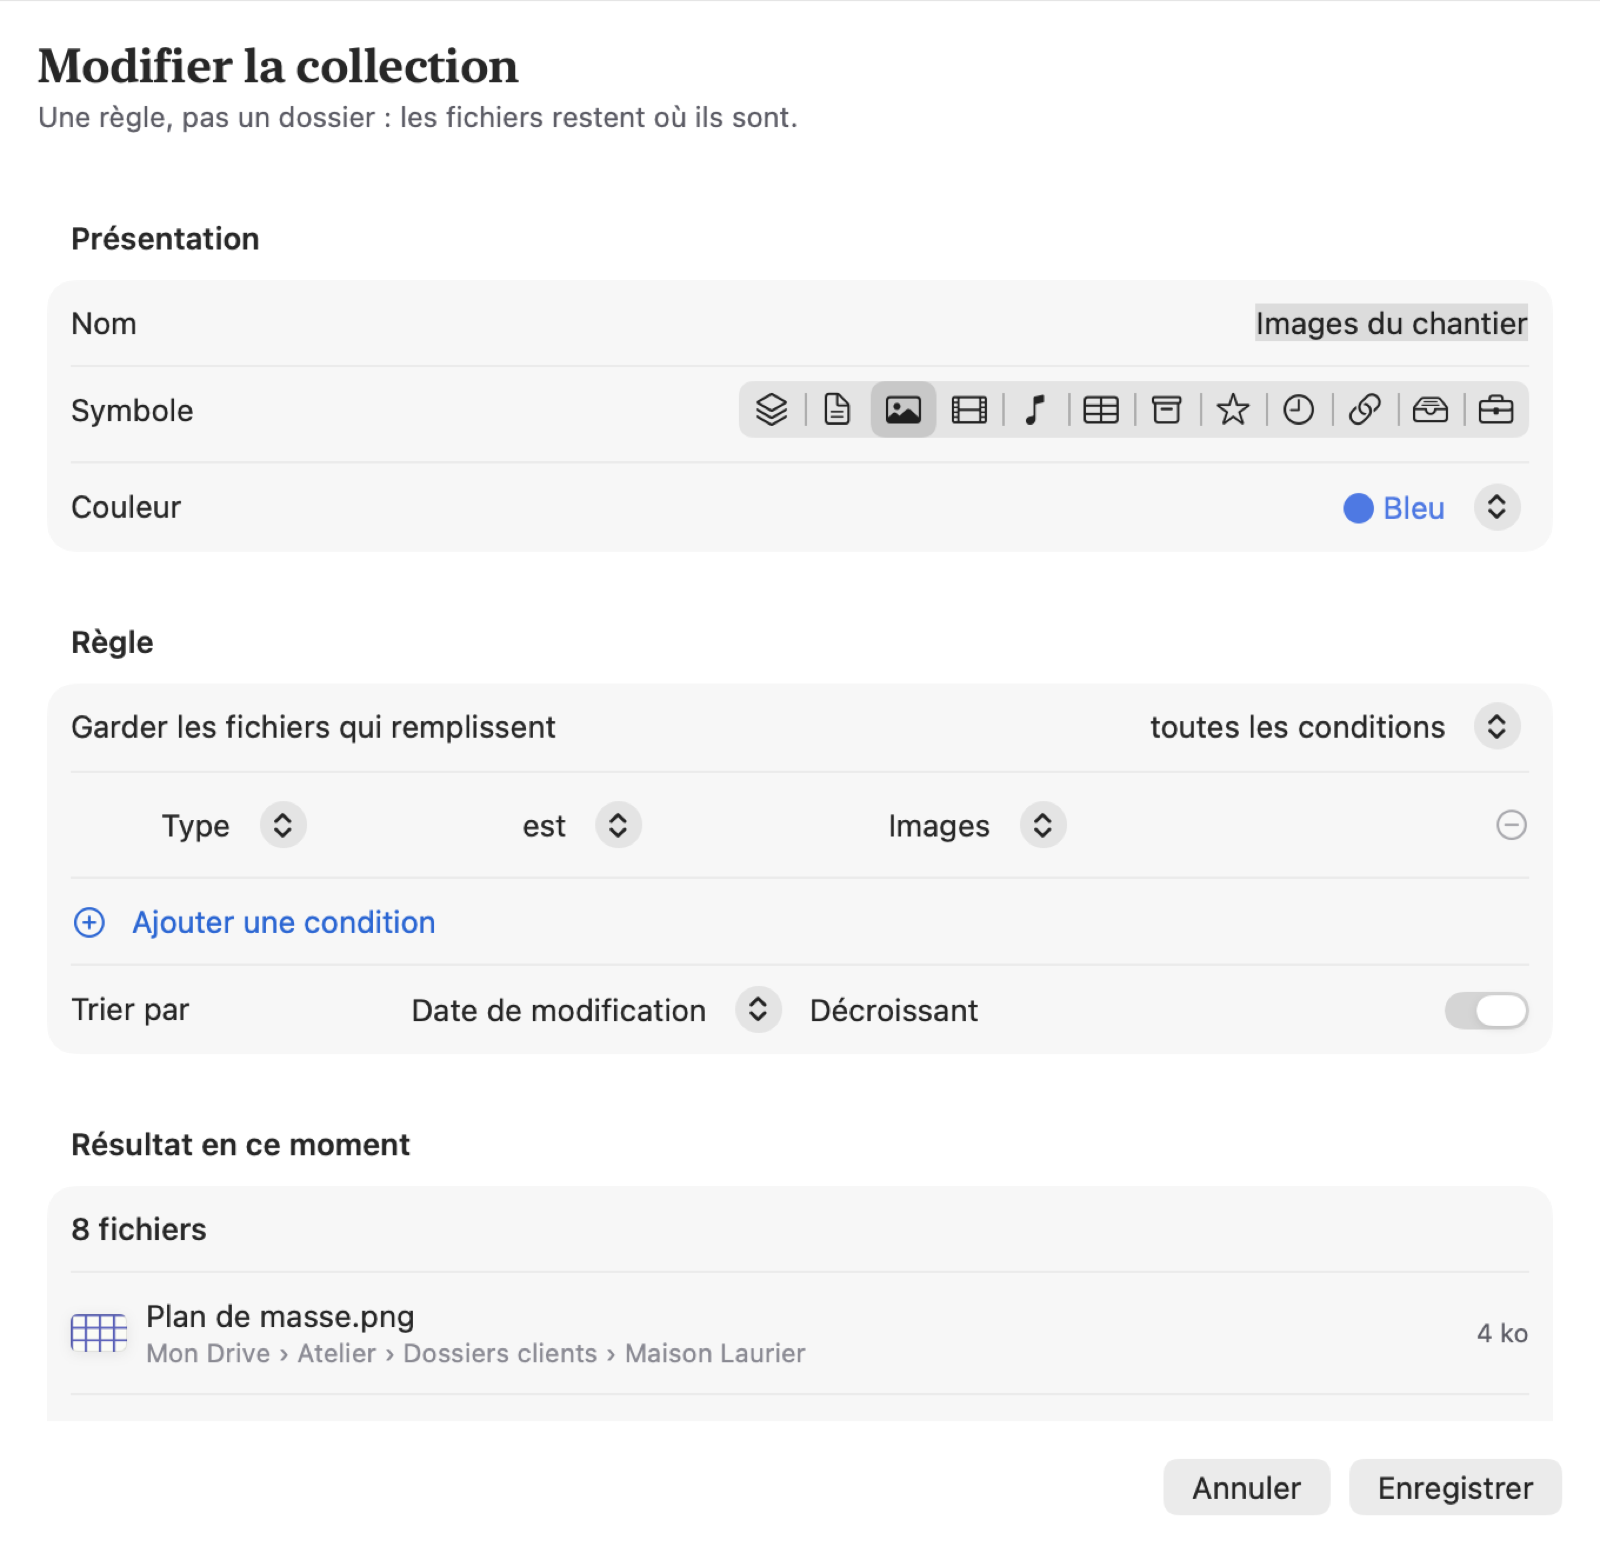 Modifier la collection
Une règle, pas un dossier : les fichiers restent où ils sont.
Présentation
Nom Images du chantier
Symbole
Couleur Bleu
Règle
Garder les fichiers qui remplissent toutes les conditions
Type est Images
Ajouter une condition
Trier par Date de modification Décroissant
Résultat en ce moment
8 fichiers
Plan de masse.png
Mon Drive › Atelier › Dossiers clients › Maison Laurier
4 ko
Annuler Enregistrer